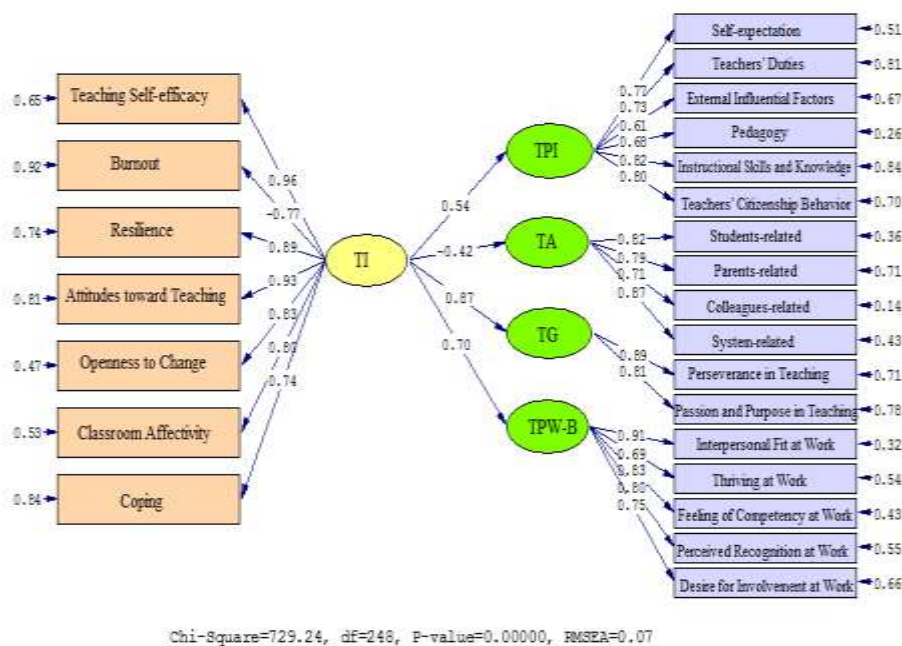 0.65
Teaching Self-efficacy
0.92
Burnout
0.74
Resilience
0.81
Attitudes toward Teaching
0.47
Openness to Change
0.53
Classroom Affectivity
0.84
Coping
0.96
-0.77
0.89
0.93
0.83
0.80
0.74
TI
0.54
-0.42
0.87
0.70
TPI
TA
TG
TPW-B
0.77
0.73
0.61
0.68
0.82
0.80
0.82
0.79
0.71
0.87
0.89
0.81
0.91
0.69
0.83
0.80
0.75
Self-expectation
0.51
Teachers' Duties
0.81
External Influential Factors
0.67
Pedagogy
0.26
Instructional Skills and Knowledge
0.84
Teachers' Citizenship Behavior
0.70
Students-related
0.36
Parents-related
0.71
Colleagues-related
0.14
System-related
0.43
Perseverance in Teaching
0.71
Passion and Purpose in Teaching
0.78
Interpersonal Fit at Work
0.32
Thriving at Work
0.54
Feeling of Competency at Work
0.43
Perceived Recognition at Work
0.55
Desire for Involvement at Work
0.66
Chi-Square=729.24, df=248, P-value=0.00000, RMSEA=0.07